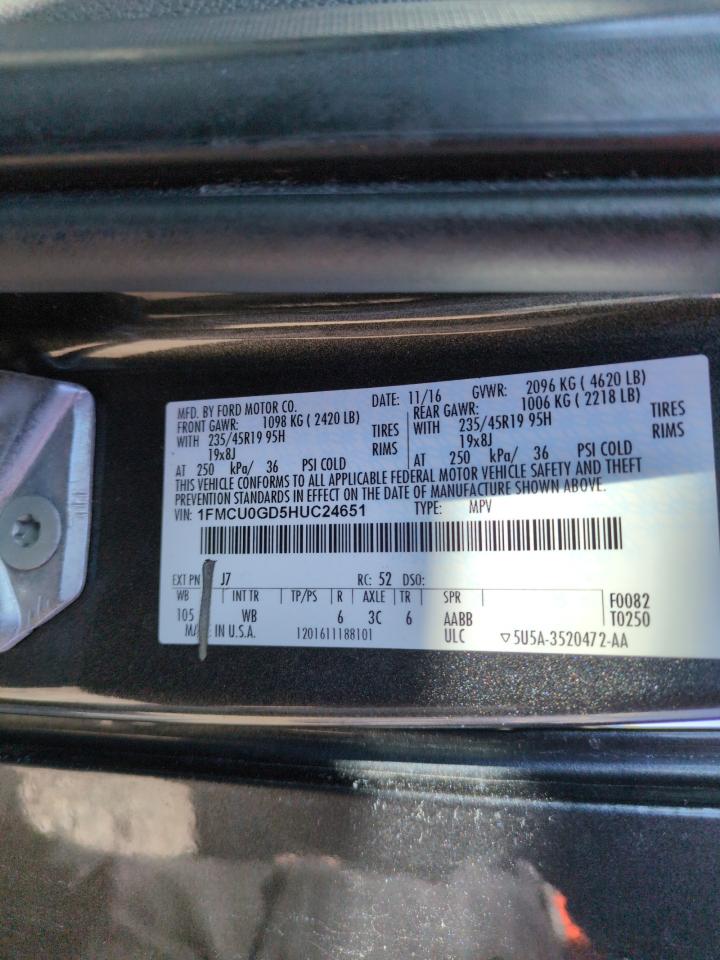 MFD. BY FORD MOTOR CO. DATE: 11/16 GVWR: 2096 KG ( 4620 LB)
FRONT GAWR: 1098 KG ( 2420 LB) REAR GAWR: 1006 KG ( 2218 LB)
WITH 235/45R19 95H TIRES WITH 235/45R19 95H TIRES
19x8J RIMS 19x8J RIMS
AT 250 kPa/ 36 PSI COLD AT 250 kPa/ 36 PSI COLD
THIS VEHICLE CONFORMS TO ALL APPLICABLE FEDERAL MOTOR VEHICLE SAFETY AND THEFT
PREVENTION STANDARDS IN EFFECT ON THE DATE OF MANUFACTURE SHOWN ABOVE.
VIN: 1FMCU0GD5HUC24651 TYPE: MPV
EXT PN J7 RC: 52 DSO:
WB INT TR TP/PS R AXLE TR SPR F0082
105 WB 6 3C 6 AABB T0250
IN U.S.A. 1201611188101 ULC ▽5U5A-3520472-AA